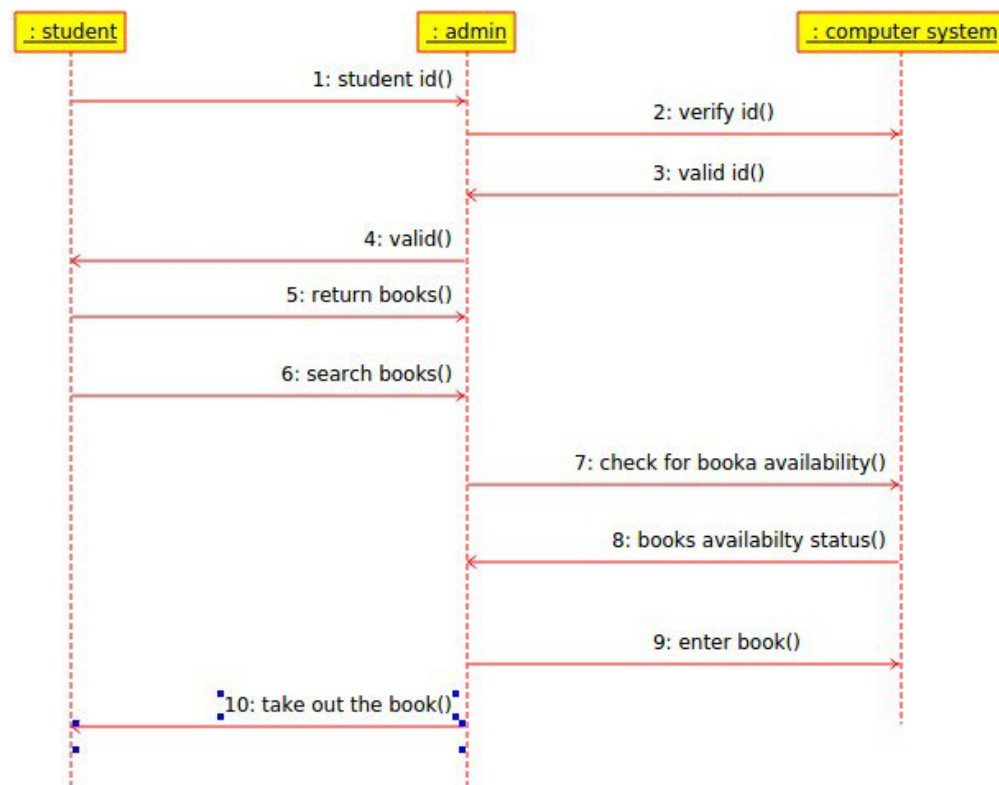 : student
: admin
: computer system
1: student id()
2: verify id()
3: valid id()
4: valid()
5: return books()
6: search books()
7: check for booka availability()
8: books availabilty status()
9: enter book()
10: take out the book()